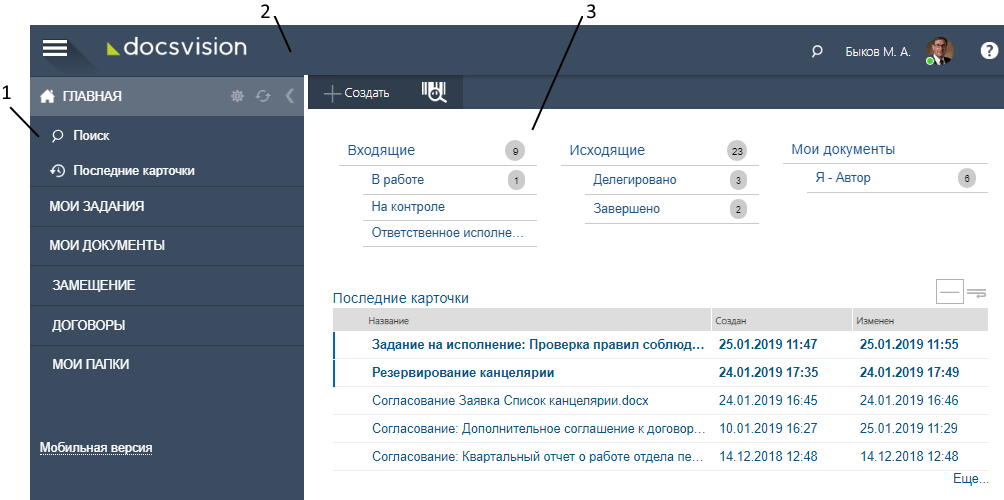 2
3
1
docsvision
Быков М. А.
?
ГЛАВНАЯ
Создать
Поиск
Последние карточки
МОИ ЗАДАНИЯ
МОИ ДОКУМЕНТЫ
ЗАМЕЩЕНИЕ
ДОГОВОРЫ
МОИ ПАПКИ
Мобильная версия
Входящие 9
В работе 1
На контроле
Ответственное исполне...
Исходящие 23
Делегировано 3
Завершено 2
Мои документы
Я - Автор 6
Последние карточки
Название Создан Изменен
Задание на исполнение: Проверка правил соблюд... 25.01.2019 11:47 25.01.2019 11:55
Резервирование канцелярии 24.01.2019 17:35 24.01.2019 17:49
Согласование Заявка Список канцелярии.docx 24.01.2019 16:45 24.01.2019 16:46
Согласование: Дополнительное соглашение к договор... 10.01.2019 16:27 25.01.2019 11:29
Согласование: Квартальный отчет о работе отдела пе... 14.12.2018 12:48 14.12.2018 12:48
Еще...